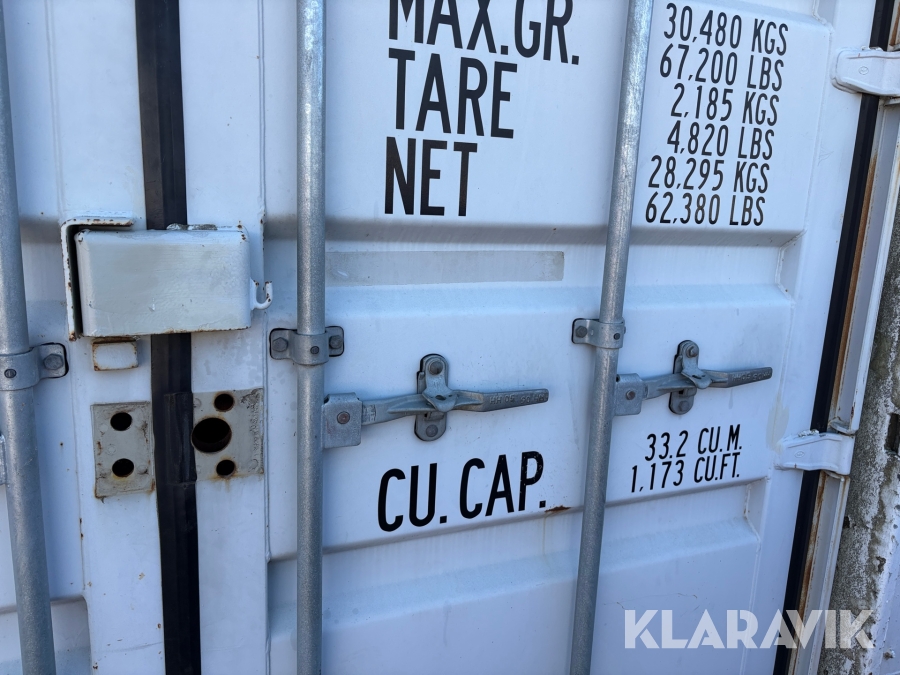 MAX.GR. 30,480 KGS
67,200 LBS
TARE 2,185 KGS
4,820 LBS
NET 28,295 KGS
62,380 LBS
CU. CAP. 33.2 CU.M.
1,173 CU.FT.
KLARAVIK